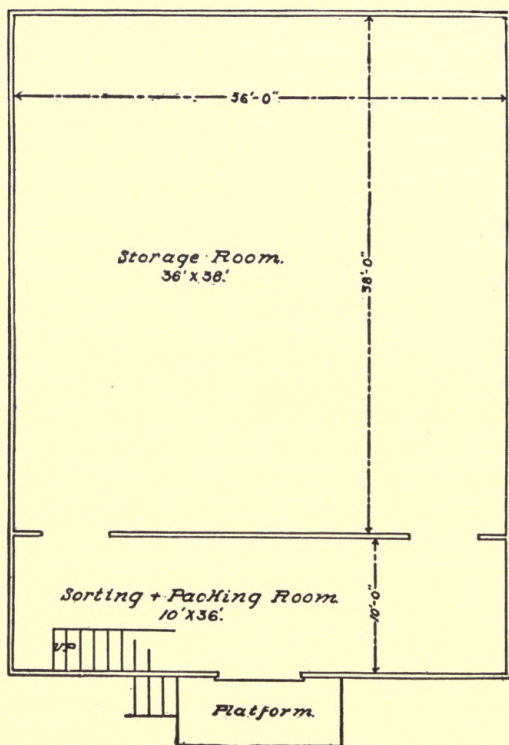 36'-0"
Storage Room.
36' X 38'.
38'-0"
Sorting + Packing Room.
10' X 36'.
10'-0"
UP
Platform.